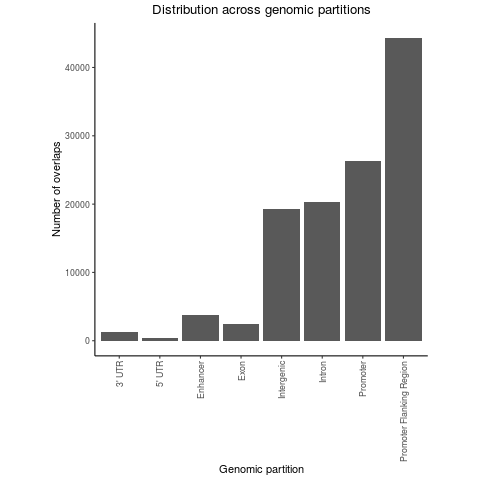 Distribution across genomic partitions
Number of overlaps
40000
30000
20000
10000
0
3' UTR
5' UTR
Enhancer
Exon
Intergenic
Intron
Promoter
Promoter Flanking Region
Genomic partition